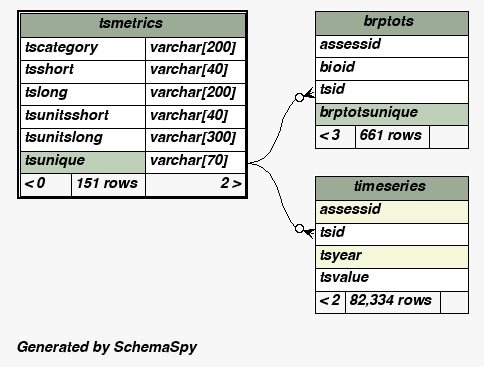 tsmetrics
tscategory varchar[200]
tsshort varchar[40]
tslong varchar[200]
tsunitsshort varchar[40]
tsunitslong varchar[300]
tsunique varchar[70]
< 0 151 rows 2 >
brptots
assessid
bioid
tsid
brptotsunique
< 3 661 rows
timeseries
assessid
tsid
tsyear
tsvalue
< 2 82,334 rows
Generated by SchemaSpy